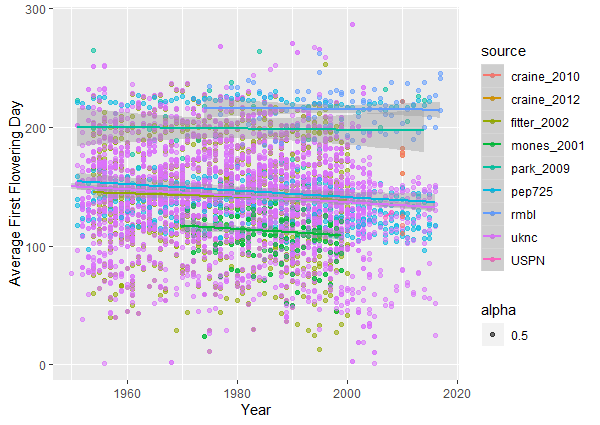 300
200
100
0
Average First Flowering Day
1960
1980
2000
2020
Year
source
craine_2010
craine_2012
fitter_2002
mones_2001
park_2009
pep725
rmbl
uknc
USPN
alpha
0.5